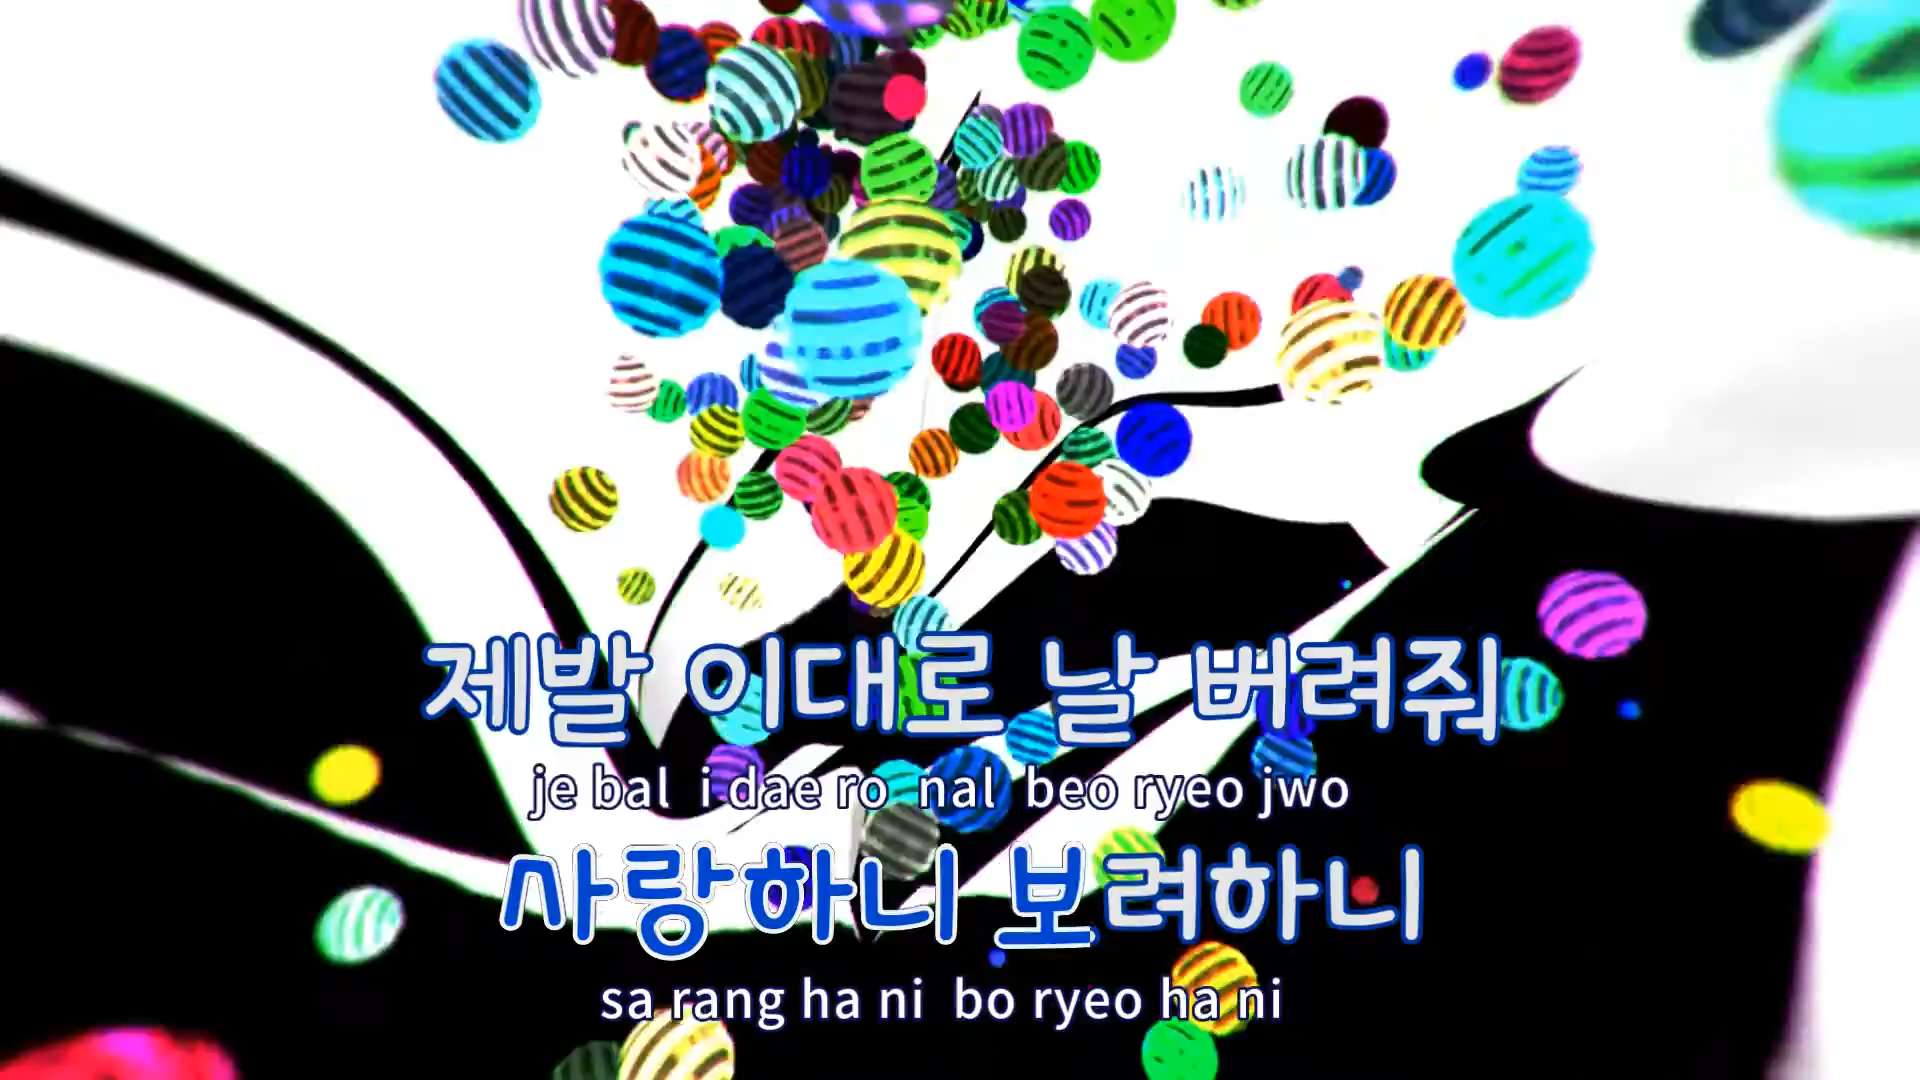 제발 이대로 날 버려줘
je bal i dae ro nal beo ryeo jwo
사랑하니 보려하니
sa rang ha ni bo ryeo ha ni